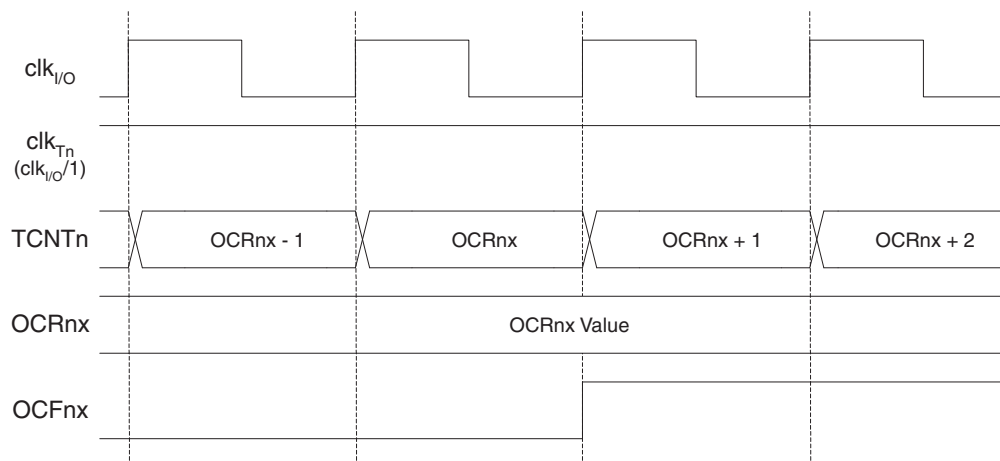 clkI/O
clkTn
(clkI/O/1)
TCNTn
OCRnx - 1
OCRnx
OCRnx + 1
OCRnx + 2
OCRnx
OCRnx Value
OCFnx